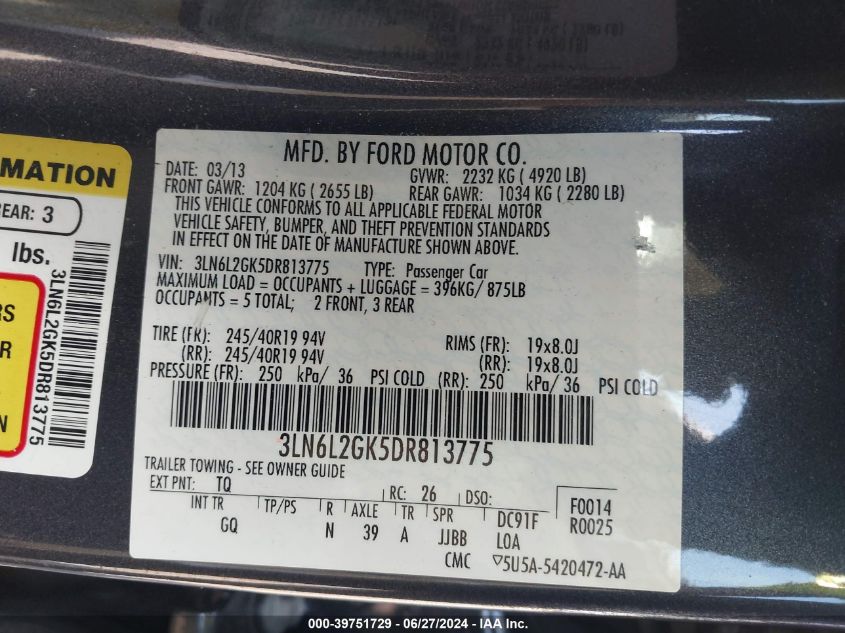 2232 KG (4920 LB)
MATION
REAR: 3
lbs.
3LN6L2GK5DR813775
RS
R
N
MFD. BY FORD MOTOR CO.
DATE: 03/13 GVWR: 2232 KG ( 4920 LB)
FRONT GAWR: 1204 KG ( 2655 LB) REAR GAWR: 1034 KG ( 2280 LB)
THIS VEHICLE CONFORMS TO ALL APPLICABLE FEDERAL MOTOR
VEHICLE SAFETY, BUMPER, AND THEFT PREVENTION STANDARDS
IN EFFECT ON THE DATE OF MANUFACTURE SHOWN ABOVE.
VIN: 3LN6L2GK5DR813775 TYPE: Passenger Car
MAXIMUM LOAD = OCCUPANTS + LUGGAGE = 396KG/ 875LB
OCCUPANTS = 5 TOTAL; 2 FRONT, 3 REAR
TIRE (FR): 245/40R19 94V RIMS (FR): 19x8.0J
(RR): 245/40R19 94V (RR): 19x8.0J
PRESSURE (FR): 250 kPa/ 36 PSI COLD (RR): 250 kPa/ 36 PSI COLD
3LN6L2GK5DR813775
TRAILER TOWING - SEE OWNER GUIDE
EXT PNT: TQ RC: 26 DSO: F0014
INT TR TP/PS R AXLE TR SPR DC91F R0025
GQ N 39 A JJBB LOA
CMC ▽5U5A-5420472-AA
000-39751729 - 06/27/2024 - IAA Inc.